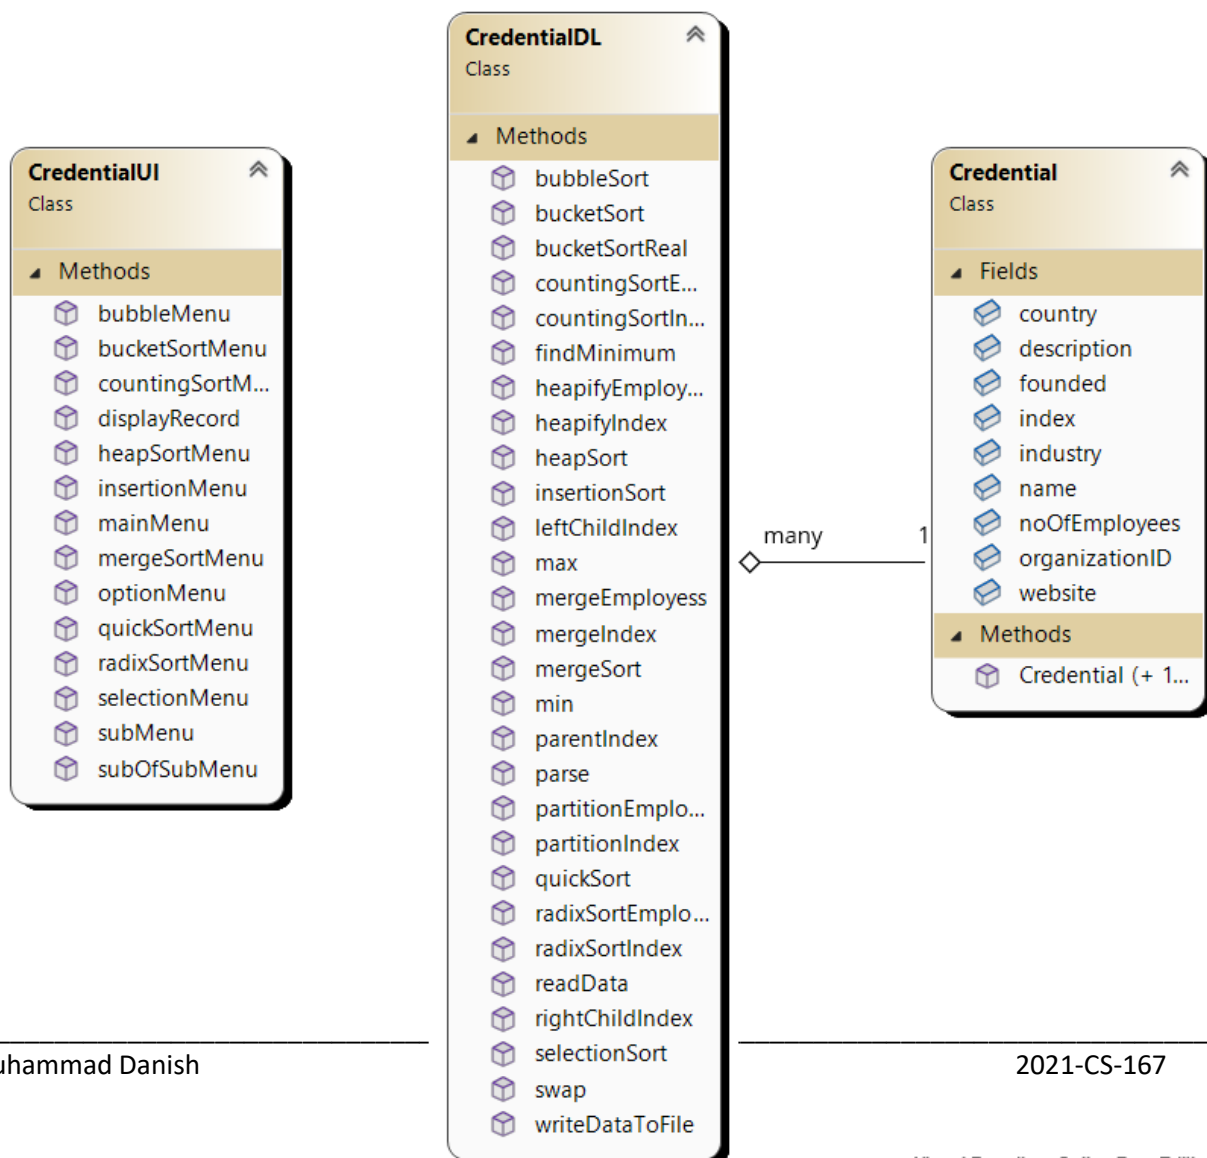 CredentialUI
Class
Methods
bubbleMenu
bucketSortMenu
countingSortM...
displayRecord
heapSortMenu
insertionMenu
mainMenu
mergeSortMenu
optionMenu
quickSortMenu
radixSortMenu
selectionMenu
subMenu
subOfSubMenu
CredentialDL
Class
Methods
bubbleSort
bucketSort
bucketSortReal
countingSortE...
countingSortIn...
findMinimum
heapifyEmploy...
heapifyIndex
heapSort
insertionSort
leftChildIndex
max
mergeEmployess
mergeIndex
mergeSort
min
parentIndex
parse
partitionEmplo...
partitionIndex
quickSort
radixSortEmplo...
radixSortIndex
readData
rightChildIndex
selectionSort
swap
writeDataToFile
many 1
Credential
Class
Fields
country
description
founded
index
industry
name
noOfEmployees
organizationID
website
Methods
Credential (+ 1...
uhammad Danish 2021-CS-167